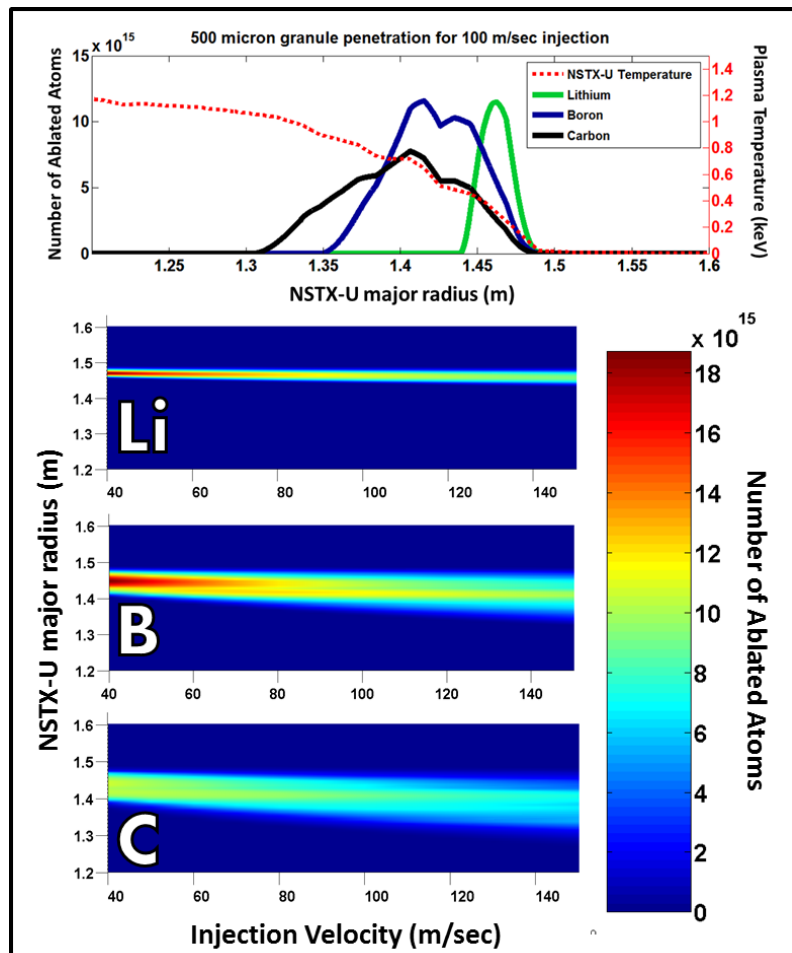 500 micron granule penetration for 100 m/sec injection
x 10 15
Number of Ablated Atoms
15
10
5
0
NSTX-U Temperature
Lithium
Boron
Carbon
1.4
1.2
1
0.8
0.6
0.4
0.2
0
Plasma Temperature (keV)
1.25 1.3 1.35 1.4 1.45 1.5 1.55 1.6
NSTX-U major radius (m)
NSTX-U major radius (m)
1.6
1.5
1.4
1.3
1.2
Li
40 60 80 100 120 140
1.6
1.5
1.4
1.3
1.2
B
40 60 80 100 120 140
1.6
1.5
1.4
1.3
1.2
C
40 60 80 100 120 140
Injection Velocity (m/sec)
x 10 15
18
16
14
12
10
8
6
4
2
0
Number of Ablated Atoms